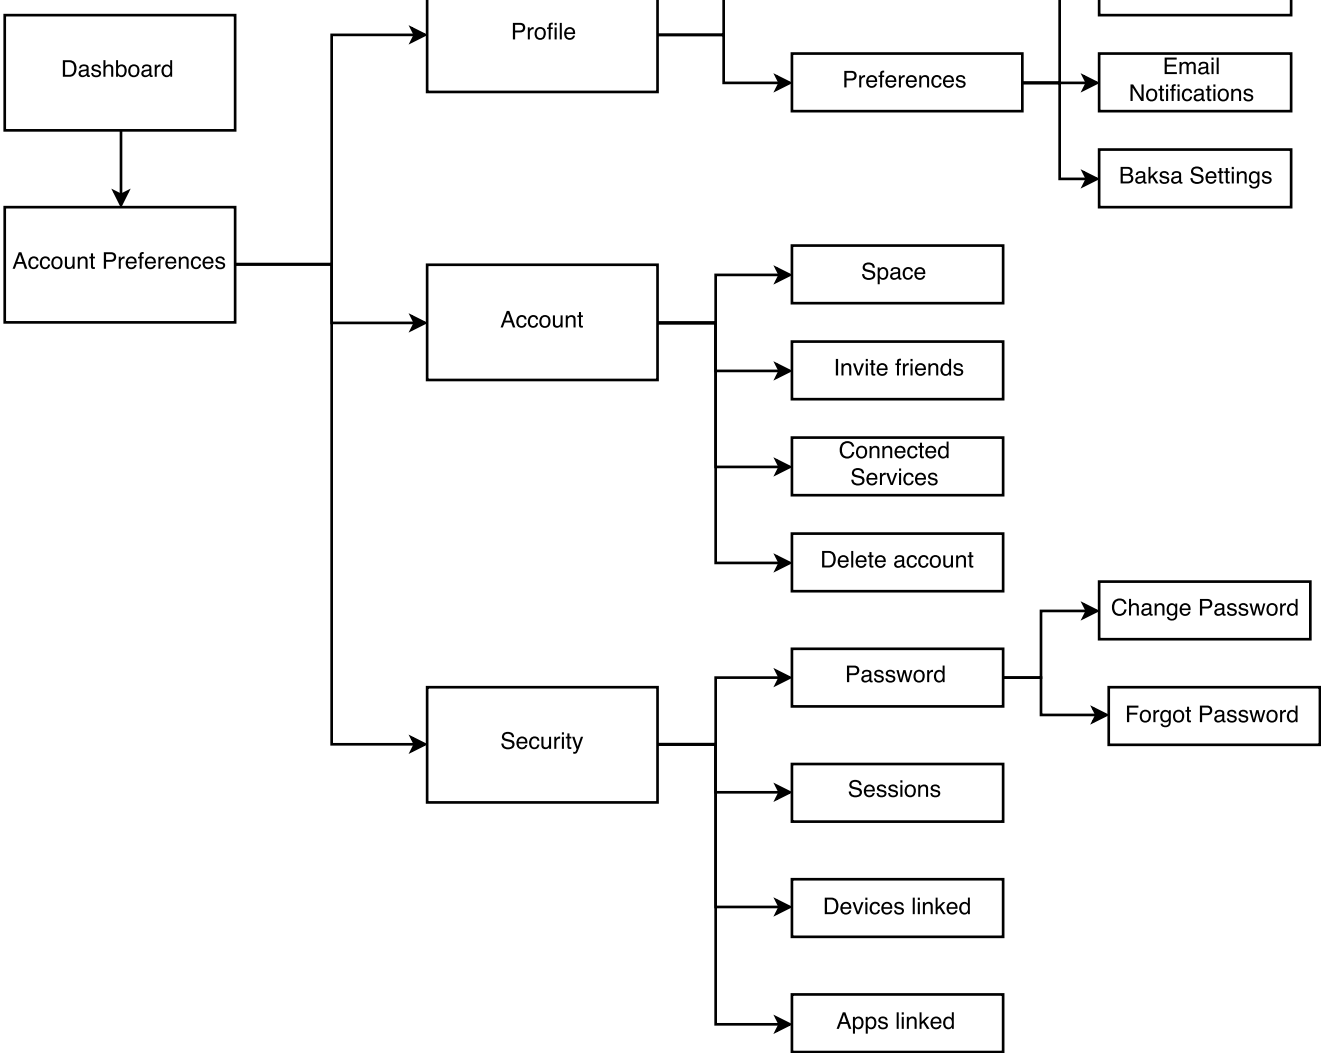 Dashboard
Profile
Preferences
Email
Notifications
Baksa Settings
Account Preferences
Account
Space
Invite friends
Connected
Services
Delete account
Security
Password
Change Password
Forgot Password
Sessions
Devices linked
Apps linked